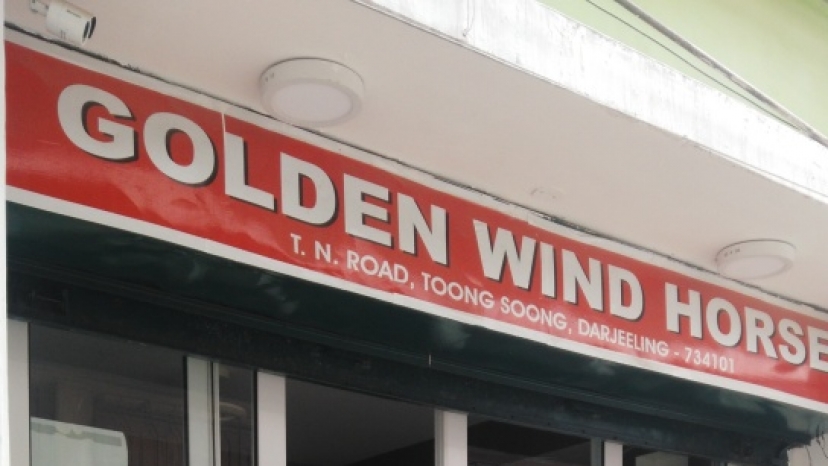 GOLDEN WIND HORSE
T. N. ROAD, TOONG SOONG, DARJEELING - 734101